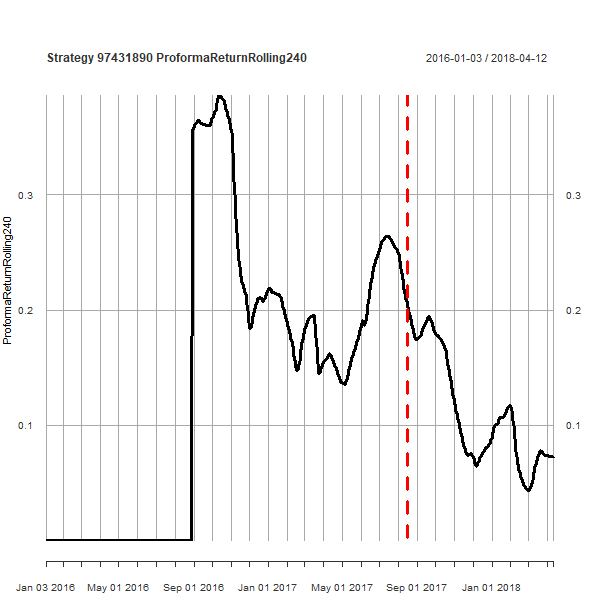 Strategy 97431890 ProformaReturnRolling240
2016-01-03 / 2018-04-12
ProformaReturnRolling240
0.3
0.3
0.2
0.2
0.1
0.1
Jan 03 2016
May 01 2016
Sep 01 2016
Jan 01 2017
May 01 2017
Sep 01 2017
Jan 01 2018